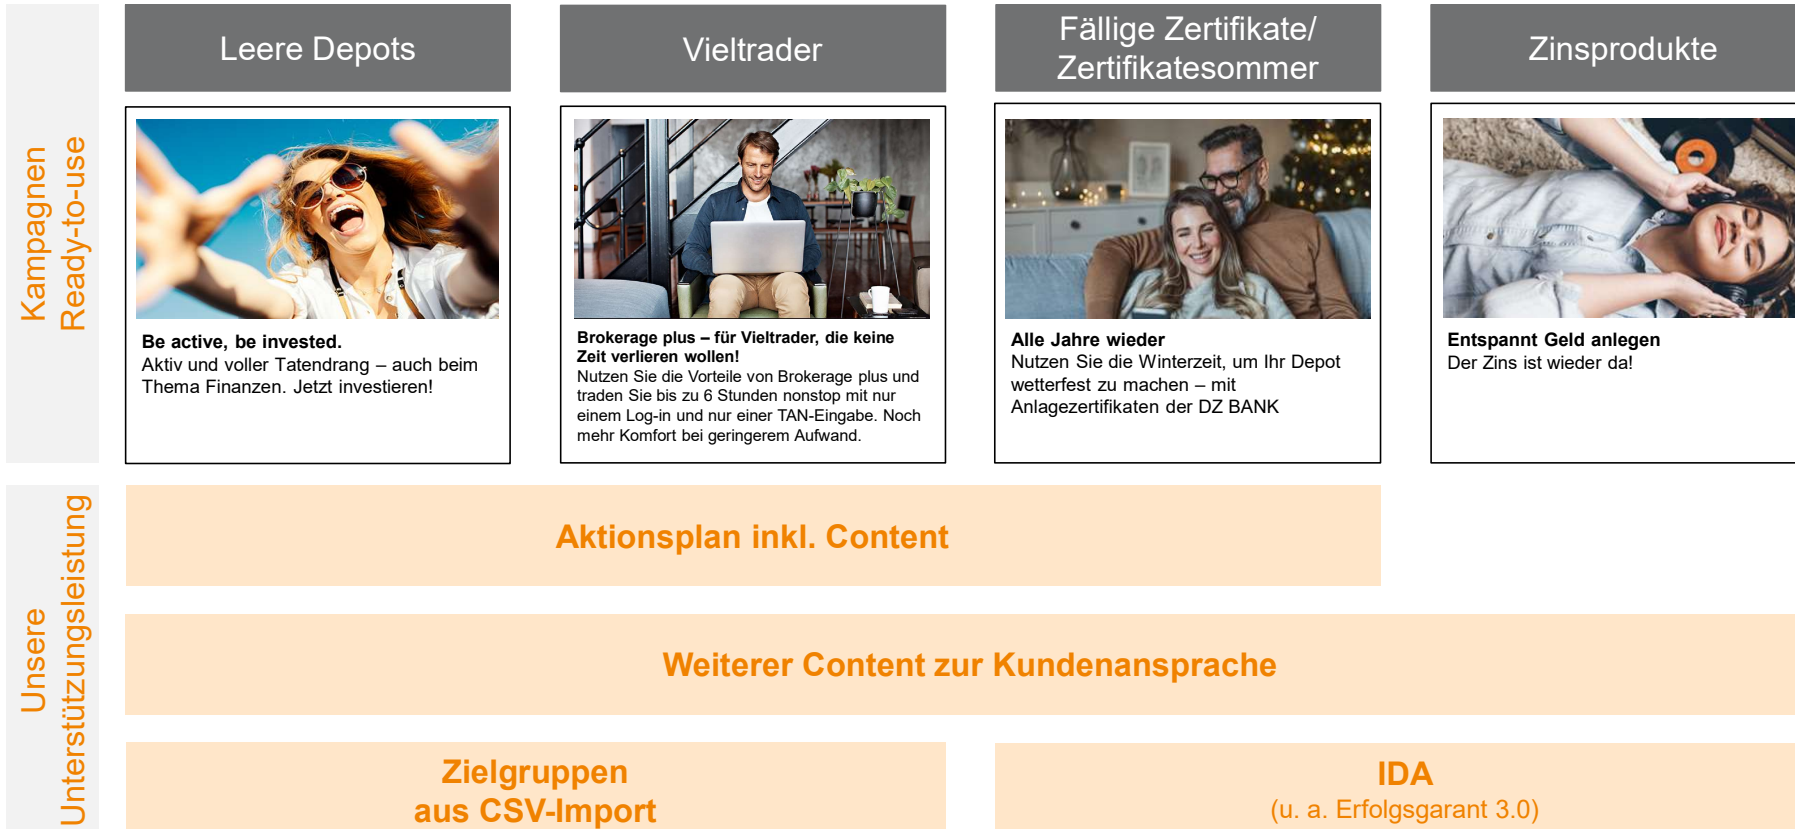 Kampagnen
Ready-to-use
Leere Depots
Vieltrader
Fällige Zertifikate/
Zertifikatesommer
Zinsprodukte
Be active, be invested.
Aktiv und voller Tatendrang – auch beim
Thema Finanzen. Jetzt investieren!
Brokerage plus – für Vieltrader, die keine
Zeit verlieren wollen!
Nutzen Sie die Vorteile von Brokerage plus und
traden Sie bis zu 6 Stunden nonstop mit nur
einem Log-in und nur einer TAN-Eingabe. Noch
mehr Komfort bei geringerem Aufwand.
Alle Jahre wieder
Nutzen Sie die Winterzeit, um Ihr Depot
wetterfest zu machen – mit
Anlagezertifikaten der DZ BANK
Entspannt Geld anlegen
Der Zins ist wieder da!
Unsere
Unterstützungsleistung
Aktionsplan inkl. Content
Weiterer Content zur Kundenansprache
Zielgruppen
aus CSV-Import
IDA
(u. a. Erfolgsgarant 3.0)